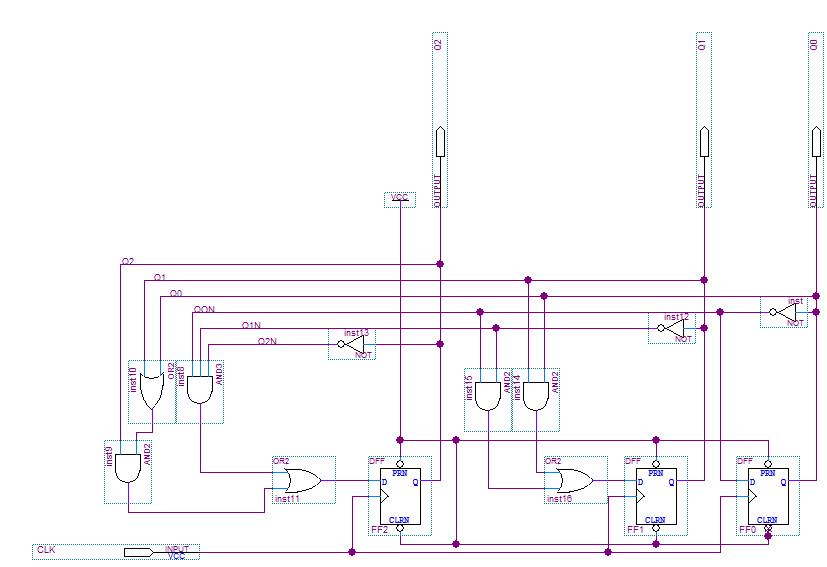 Q2
Q1
Q0
OUTPUT
OUTPUT
OUTPUT
VCC
Q2
Q1
Q0
QON
Q1N
Q2N
inst13
NOT
inst12
NOT
inst
NOT
inst10
OR2
inst8
AND3
inst15
AND2
inst14
AND2
inst9
AND2
OR2
inst11
DFF
PRN
D
Q
CLRN
FF2
OR2
inst16
DFF
PRN
D
Q
CLRN
FF1
DFF
PRN
D
Q
CLRN
FF0
CLK
INPUT
VCC